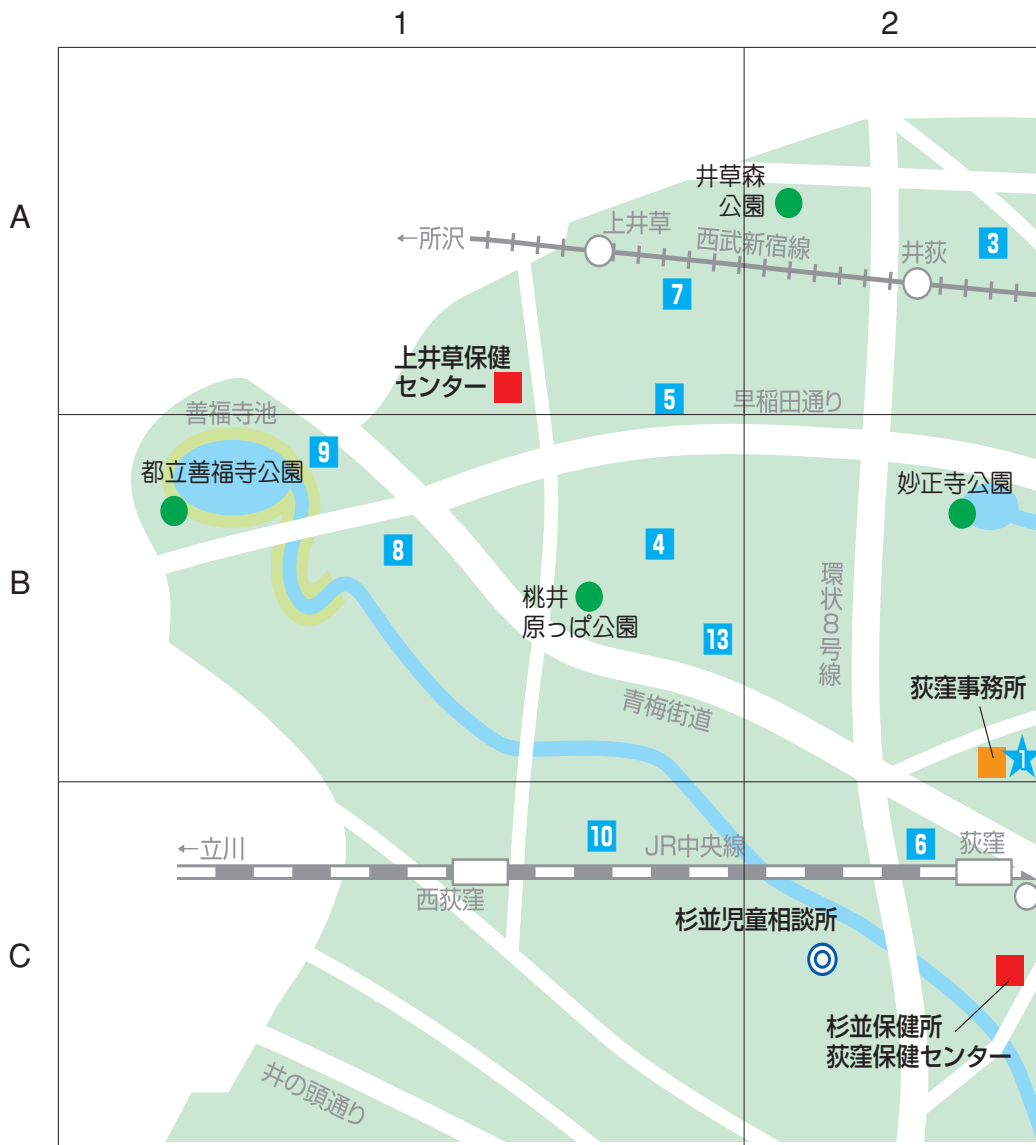 1
2
A
井草森
公園
上井草
西武新宿線
井荻
3
←所沢
7
上井草保健
センター
5
早稲田通り
善福寺池
9
都立善福寺公園
妙正寺公園
B
8
4
環状8号線
桃井
原っぱ公園
13
青梅街道
荻窪事務所
1
10
JR中央線
6
荻窪
←立川
西荻窪
C
杉並児童相談所
杉並保健所
荻窪保健センター
井の頭通り